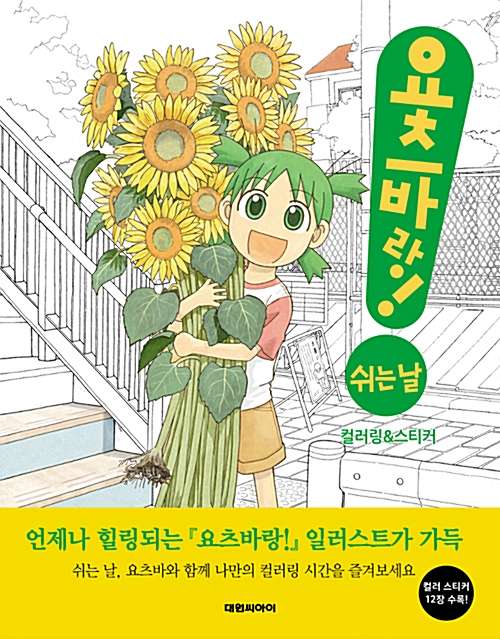 요츠바랑!
쉬는날
컬러링&스티커
언제나 힐링되는 『요츠바랑!』 일러스트가 가득
쉬는 날, 요츠바와 함께 나만의 컬러링 시간을 즐겨보세요
컬러 스티커
12장 수록!
대원씨아이